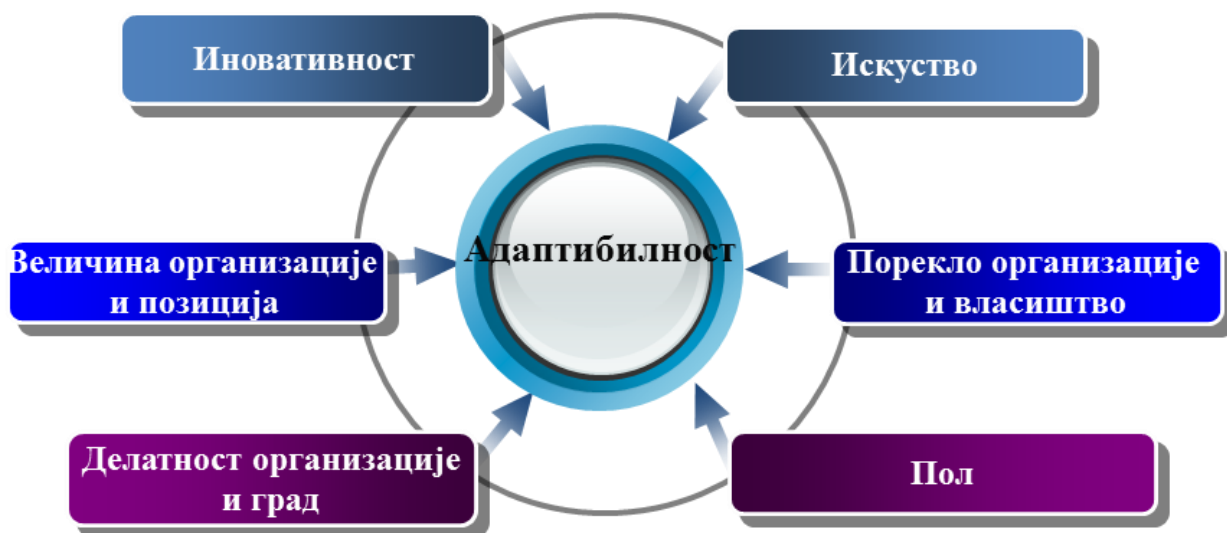 Иновативност
Искуство
Адаптибилност
Величина организације
и позиција
Порекло организације
и власиштво
Делатност организације
и град
Пол